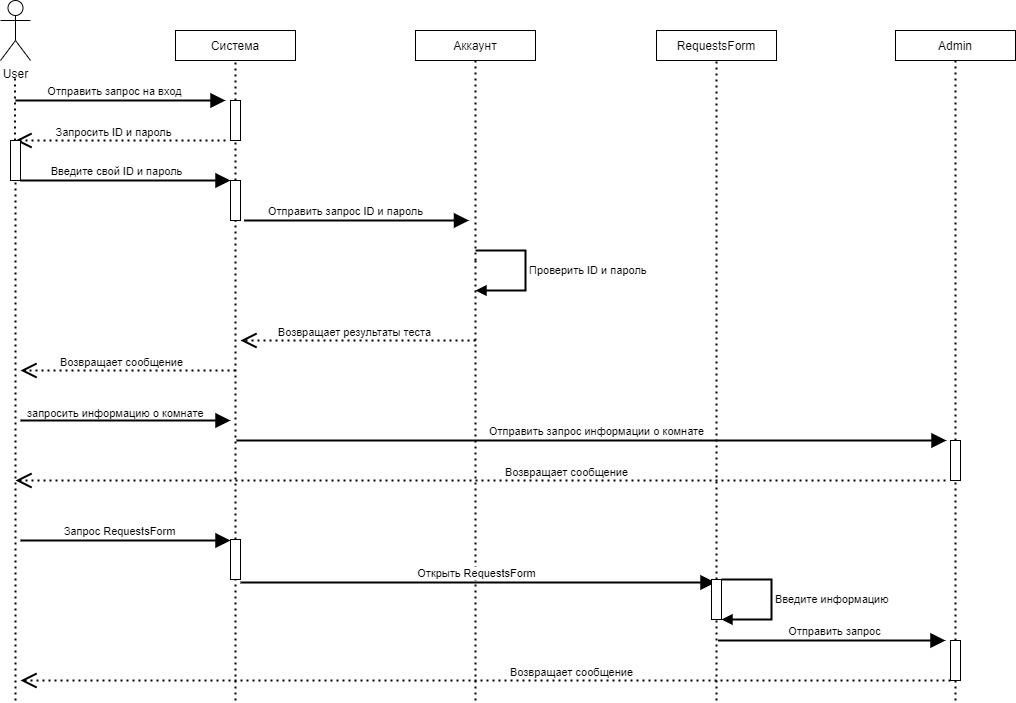 User
Система
Аккаунт
RequestsForm
Admin
Отправить запрос на вход
Запросить ID и пароль
Введите свой ID и пароль
Отправить запрос ID и пароль
Проверить ID и пароль
Возвращает результаты теста
Возвращает сообщение
запросить информацию о комнате
Отправить запрос информации о комнате
Возвращает сообщение
Запрос RequestsForm
Открыть RequestsForm
Введите информацию
Отправить запрос
Возвращает сообщение